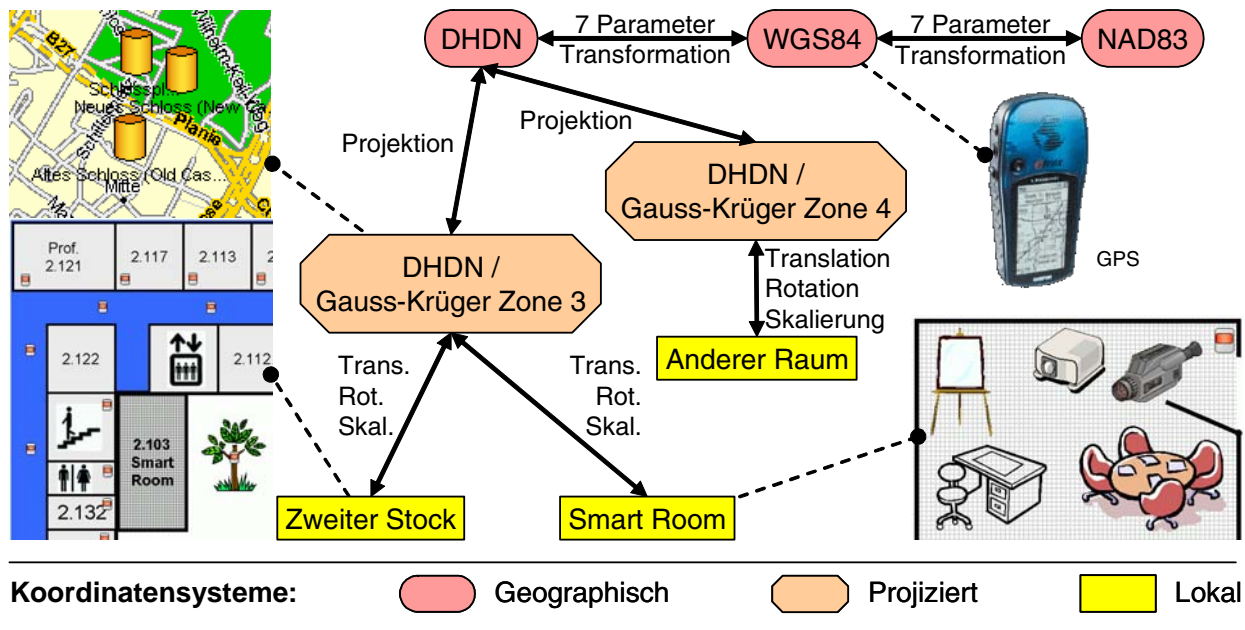 DHDN
7 Parameter
Transformation
WGS84
7 Parameter
Transformation
NAD83
B27
Schlosspl...
Neues Schloss (New Ca
Planie
Altes Schloss (Old Cas...
Mitte
Projektion
Projektion
DHDN /
Gauss-Krüger Zone 4
DHDN /
Gauss-Krüger Zone 3
Translation
Rotation
Skalierung
GPS
Prof.
2.121
2.117
2.113
2
2.122
2.112
2.103
Smart
Room
2.132
Trans.
Rot.
Skal.
Trans.
Rot.
Skal.
Anderer Raum
Zweiter Stock
Smart Room
Koordinatensysteme:
Geographisch
Projiziert
Lokal